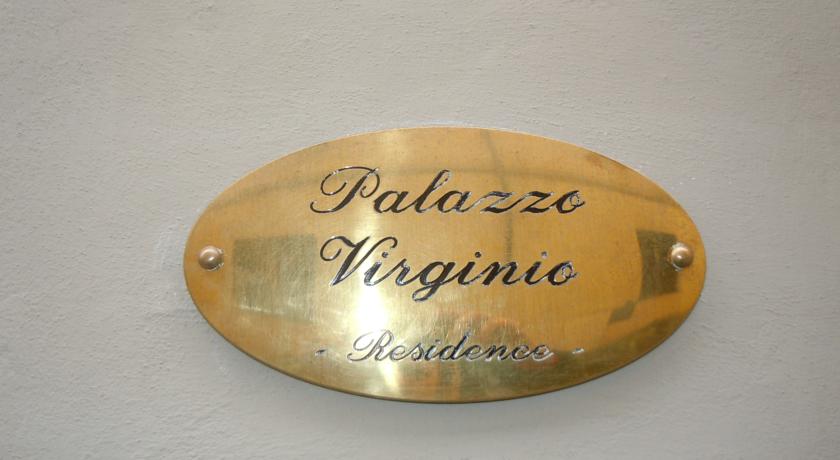 Palazzo
Virginio
- Residence -